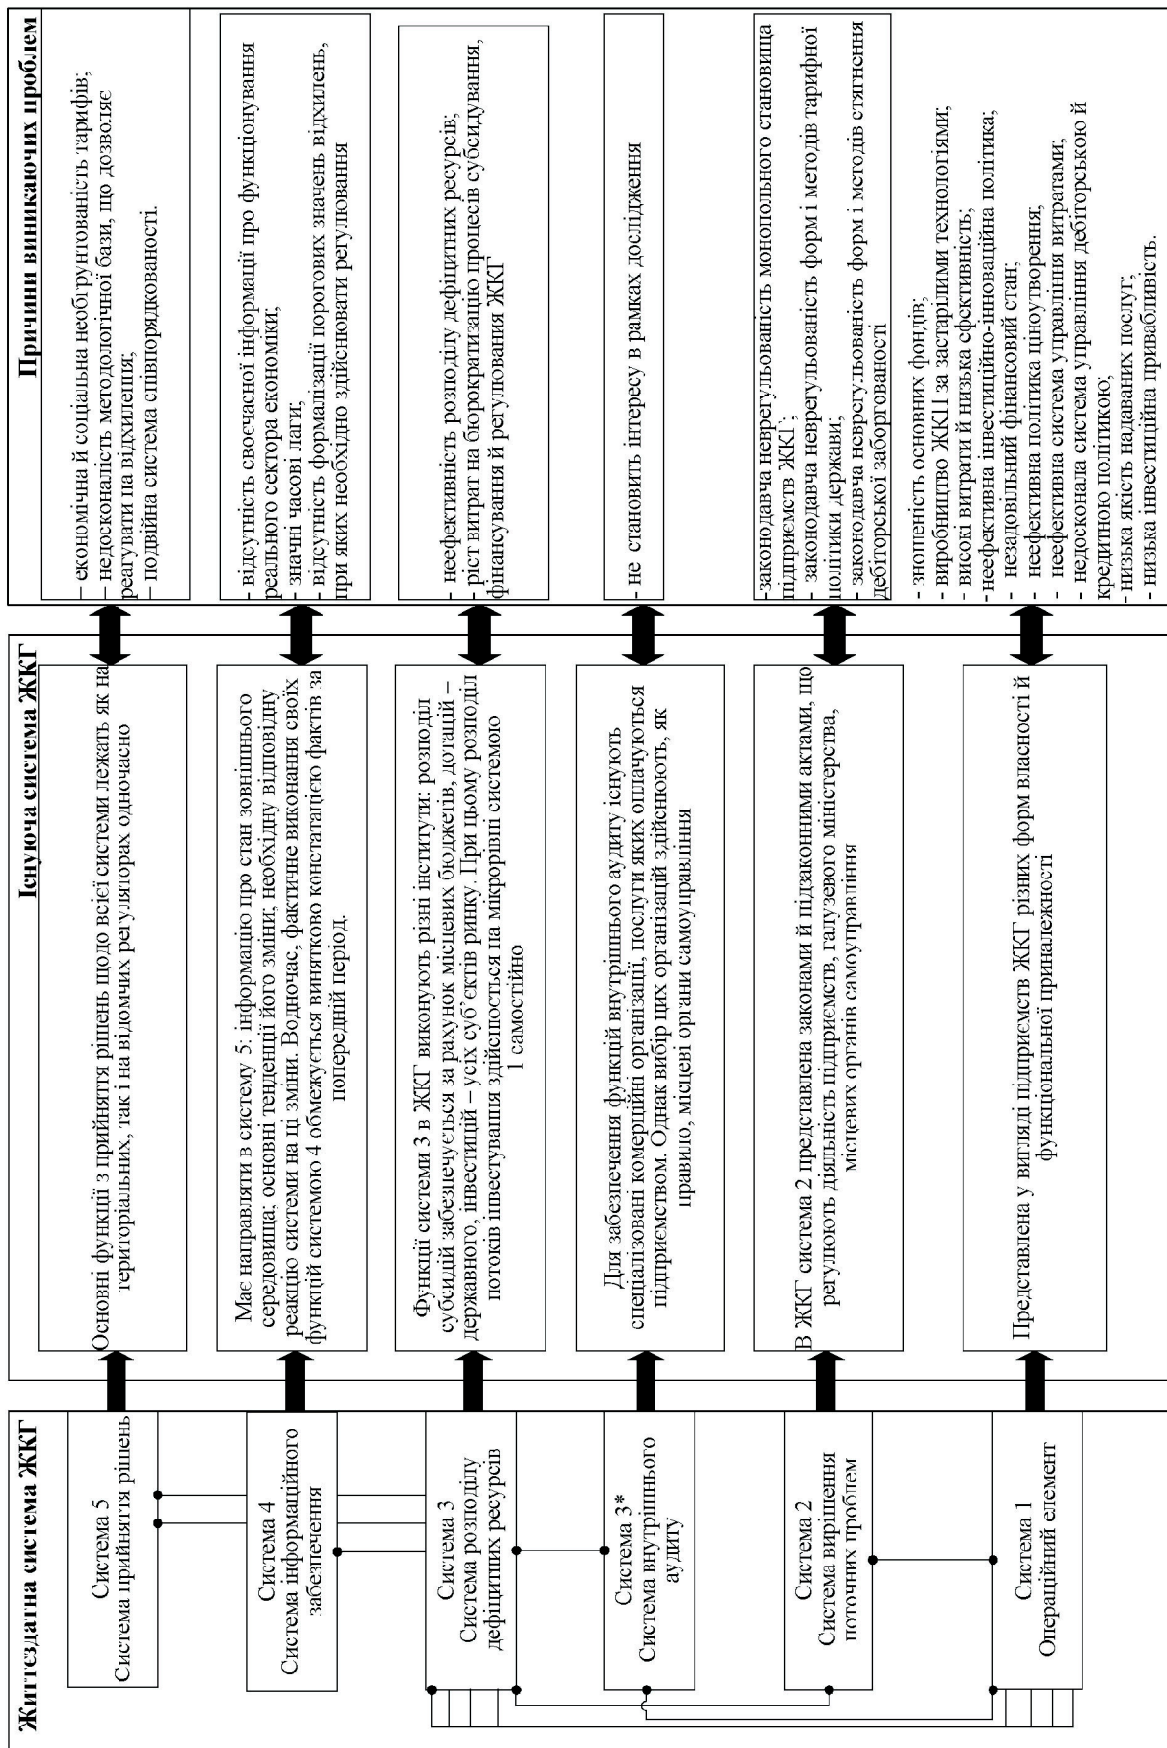 Життєздатна система ЖКГ
Існуюча система ЖКГ
Причини виникаючих проблем
Система 5
Система прийняття рішень
Основні функції з прийняття рішень щодо всієї системи лежать як на
територіальних, так і на відомчих регуляторах одночасно
– економічна й соціальна необґрунтованість тарифів;
– недосконалість методологічної бази, що дозволяє
реагувати на відхилення;
– подвійна система співпорядкованості.
Система 4
Система інформаційного
забезпечення
Має направляти в систему 5: інформацію про стан зовнішнього
середовища; основні тенденції його зміни; необхідну відповідну
реакцію системи на ці зміни. Водночас, фактичне виконання своїх
функцій системою 4 обмежується винятково констатацією фактів за
попередній період.
- відсутність своєчасної інформації про функціонування
реального сектора економіки;
- значні часові лаги;
- відсутність формалізації порогових значень відхилень,
при яких необхідно здійснювати регулювання
Система 3
Система розподілу
дефіцитних ресурсів
Функції системи 3 в ЖКГ виконують різні інститути: розподіл
субсидій забезпечується за рахунок місцевих бюджетів, дотацій –
державного, інвестицій – усіх суб’єктів ринку. При цьому розподіл
потоків інвестування здійснюється на мікрорівні системою
1 самостійно
- неефективність розподілу дефіцитних ресурсів;
- ріст витрат на бюрократизацію процесів субсидування,
фінансування й регулювання ЖКГ
Система 3*
Система внутрішнього
аудиту
Для забезпечення функцій внутрішнього аудиту існують
спеціалізовані комерційні організації, послуги яких оплачуються
підприємством. Однак вибір цих організацій здійснюють, як
правило, місцеві органи самоуправління
- не становить інтересу в рамках дослідження
Система 2
Система вирішення
поточних проблем
В ЖКГ система 2 представлена законами й підзаконними актами, що
регулюють діяльність підприємств, галузевого міністерства,
місцевих органів самоуправління
- законодавча неврегульованість монопольного становища
підприємств ЖКГ;
- законодавча неврегульованість форм і методів тарифної
політики держави;
- законодавча неврегульованість форм і методів стягнення
дебіторської заборгованості
Система 1
Операційний елемент
Представлена у вигляді підприємств ЖКГ різних форм власності й
функціональної приналежності
- зношеність основних фондів;
- виробництво ЖКП за застарілими технологіями;
- високі витрати й низька ефективність;
- неефективна інвестиційно-інноваційна політика;
- незадовільний фінансовий стан;
- неефективна політика ціноутворення;
- неефективна система управління витратами;
- недосконала система управління дебіторською й
кредитною політикою;
- низька якість надаваних послуг;
- низька інвестиційна привабливість.